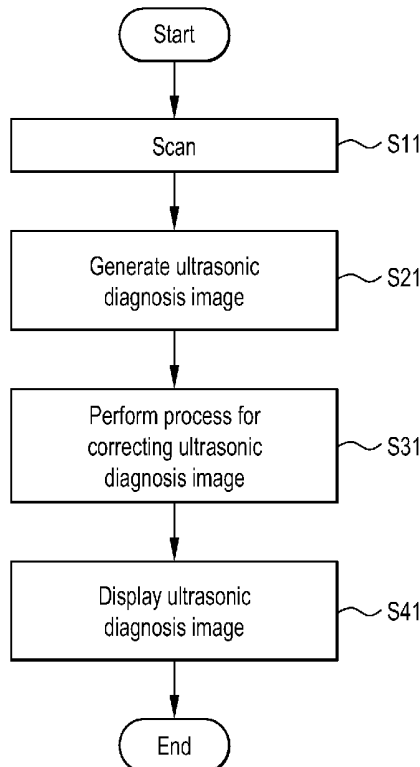 Start
Scan
S11
Generate ultrasonic
diagnosis image
S21
Perform process for
correcting ultrasonic
diagnosis image
S31
Display ultrasonic
diagnosis image
S41
End